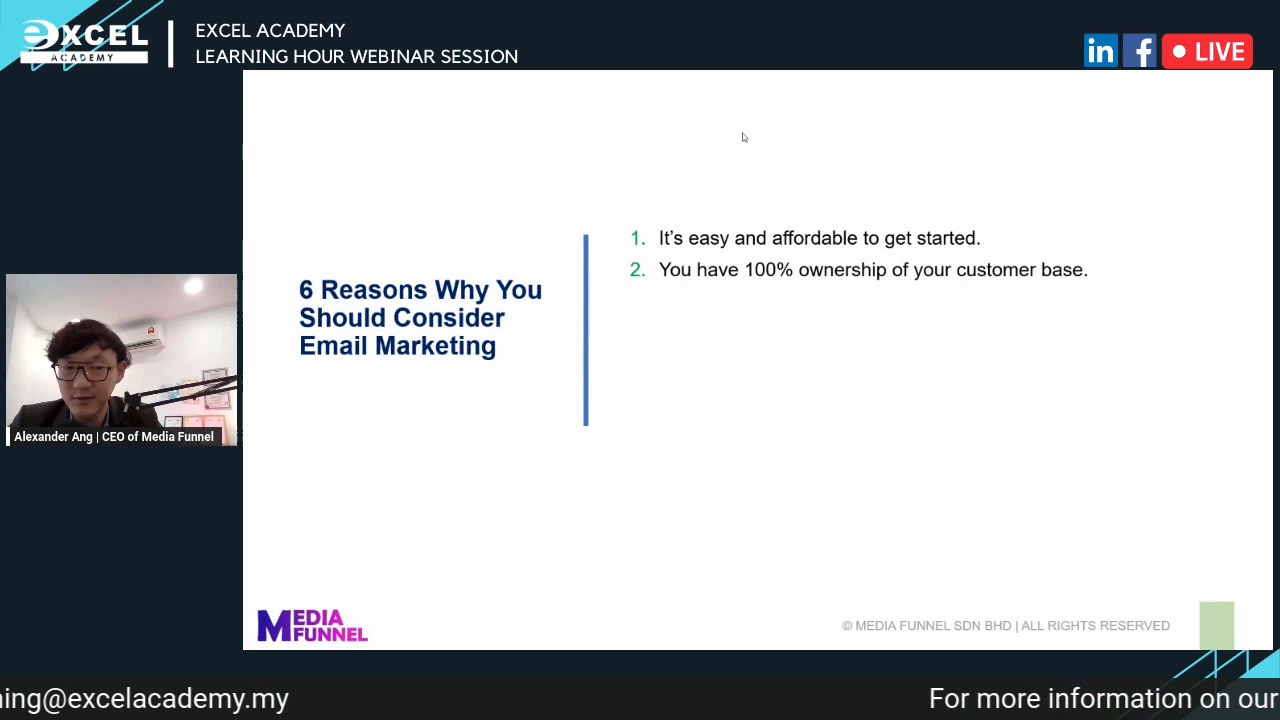 eXCEL
ACADEMY
EXCEL ACADEMY
LEARNING HOUR WEBINAR SESSION
in f LIVE
6 Reasons Why You
Should Consider
Email Marketing
1. It's easy and affordable to get started.
2. You have 100% ownership of your customer base.
Alexander Ang | CEO of Media Funnel
MEDIA
FUNNEL
© MEDIA FUNNEL SDN BHD | ALL RIGHTS RESERVED
ning@excelacademy.my
For more information on our